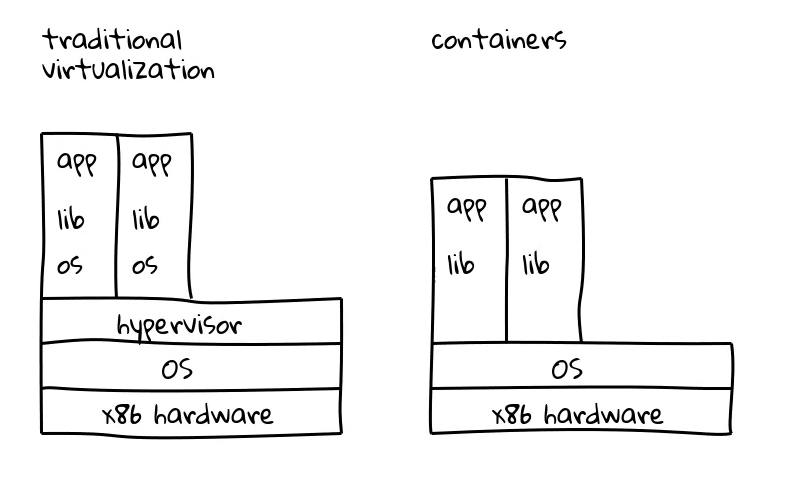 traditional
virtualization
app app
lib lib
os os
hypervisor
OS
x86 hardware
containers
app app
lib lib
OS
x86 hardware